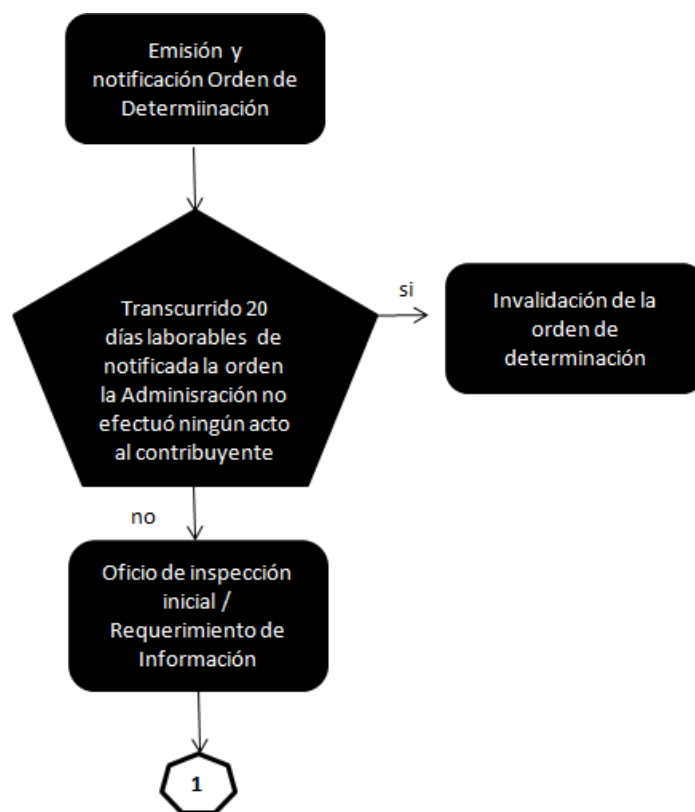 Emisión y
notificación Orden de
Determiinación
Transcurrido 20
días laborables de
notificada la orden
la Adminisración no
efectuó ningún acto
al contribuyente
si
Invalidación de la
orden de
determinación
no
Oficio de inspección
inicial /
Requerimiento de
Información
1